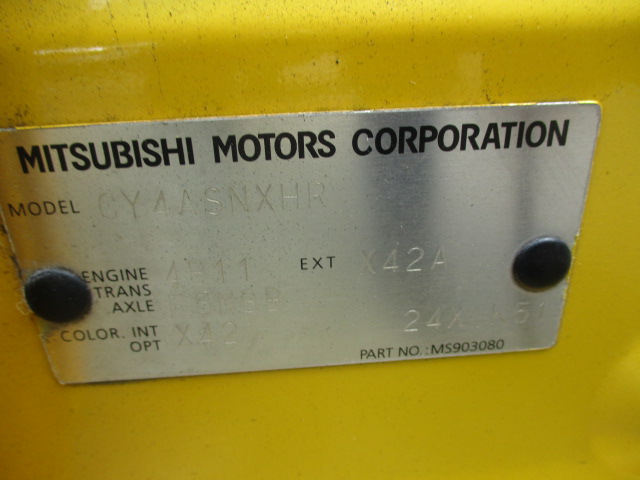 MITSUBISHI MOTORS CORPORATION
MODEL CY4ASNXHR
ENGINE 4B11 EXT X42A
TRANS
AXLE
COLOR. INT X42
OPT
PART NO.:MS903080